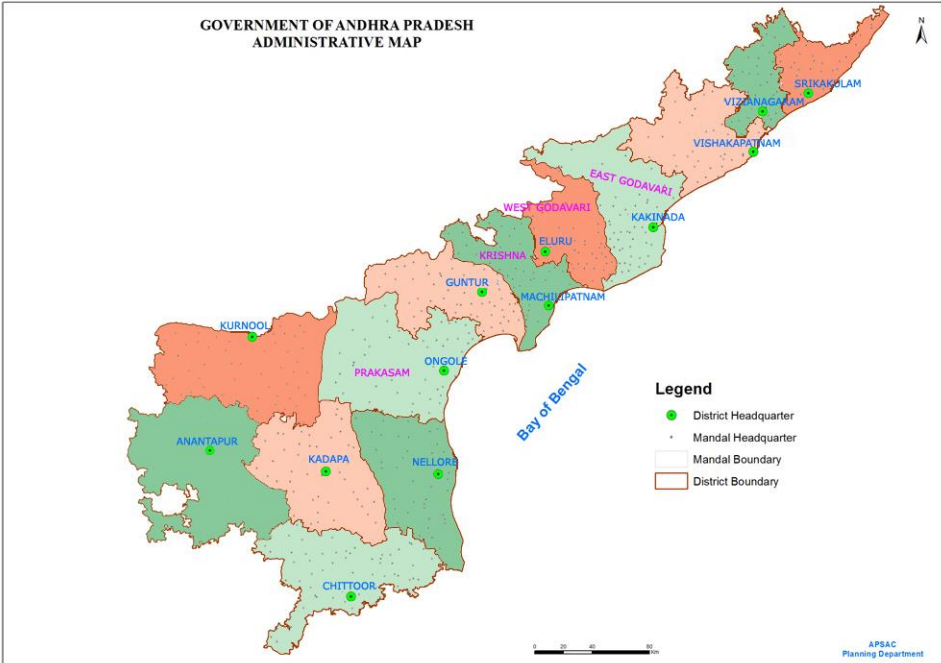 GOVERNMENT OF ANDHRA PRADESH
ADMINISTRATIVE MAP
N
SRIKAKULAM
VIZIANAGARAM
VISHAKAPATNAM
EAST GODAVARI
WEST GODAVARI
KAKINADA
ELURU
KRISHNA
GUNTUR
MACHILIPATNAM
KURNOOL
ONGOLE
PRAKASAM
Bay of Bengal
ANANTAPUR
KADAPA
NELLORE
CHITTOOR
Legend
District Headquarter
Mandal Headquarter
Mandal Boundary
District Boundary
0 20 40 80
Km
APSAC
Planning Department